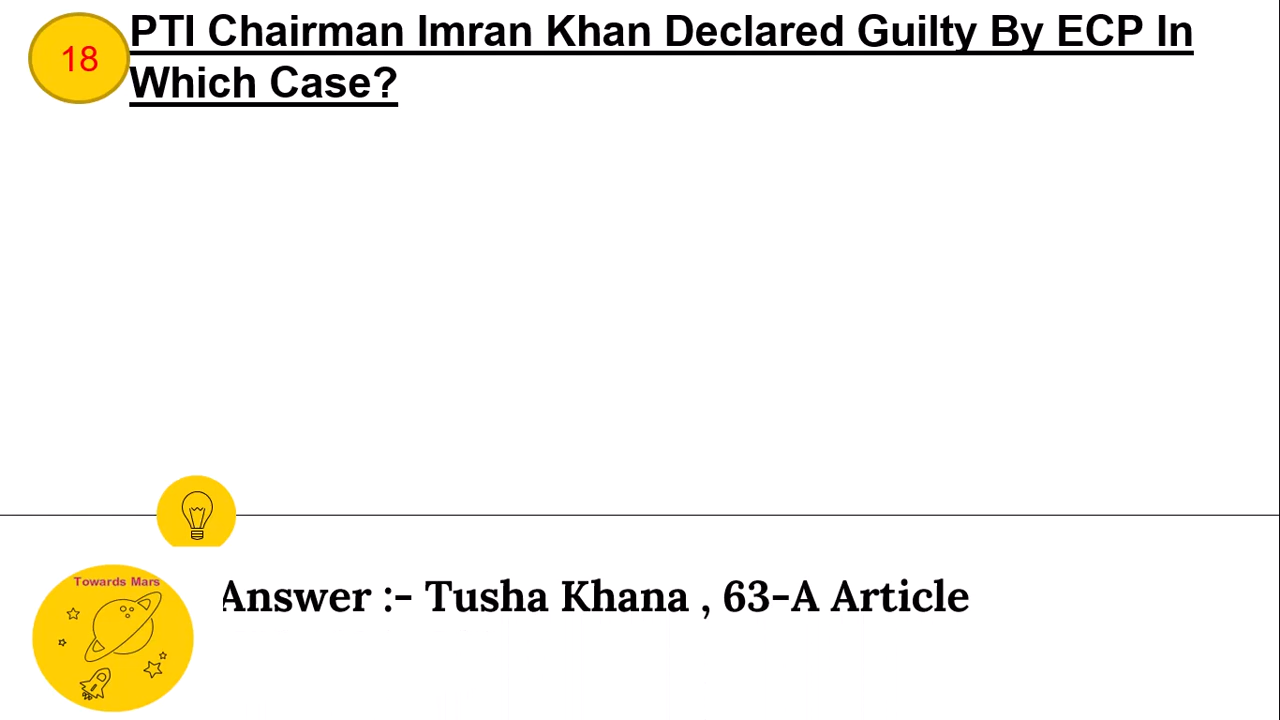 18
PTI Chairman Imran Khan Declared Guilty By ECP In
Which Case?
Towards Mars
Answer :- Tusha Khana , 63-A Article